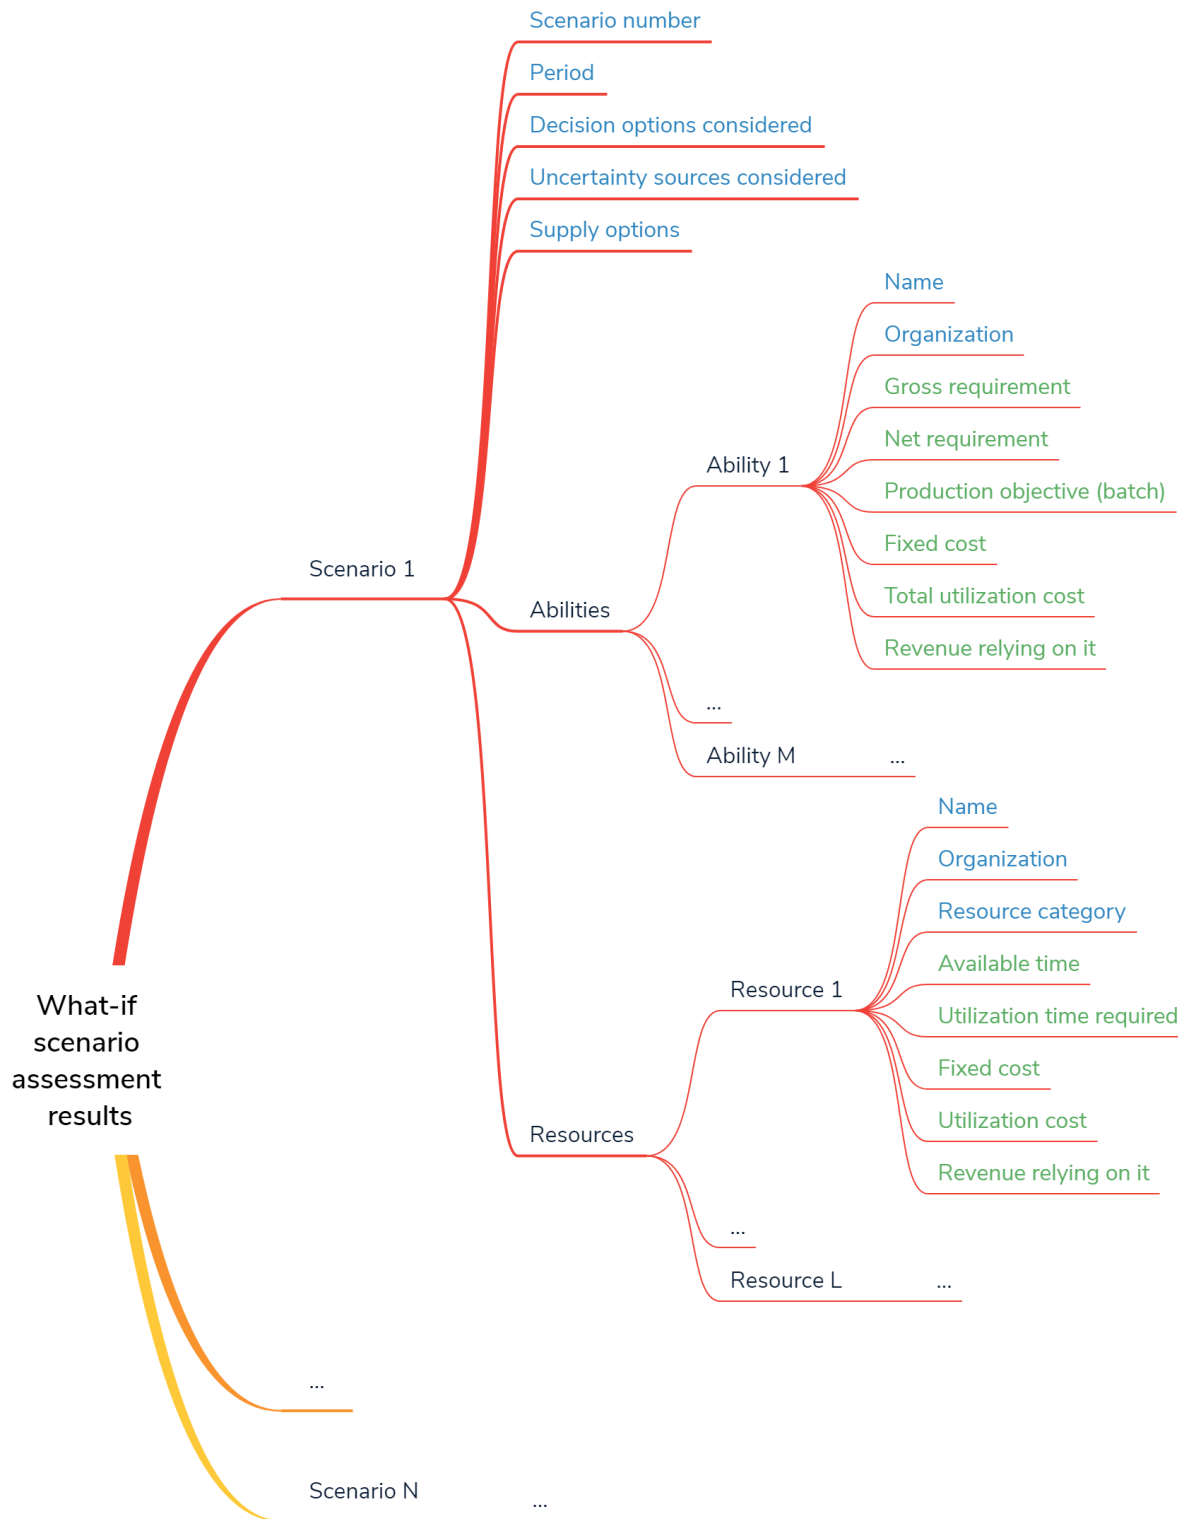 Scenario number
Period
Decision options considered
Uncertainty sources considered
Supply options
Name
Organization
Gross requirement
Net requirement
Ability 1
Production objective (batch)
Fixed cost
Scenario 1
Total utilization cost
Abilities
Revenue relying on it
...
Ability M ...
Name
Organization
Resource category
Available time
Resource 1
Utilization time required
What-if
scenario
assessment
results
Fixed cost
Utilization cost
Resources
Revenue relying on it
...
Resource L ...
...
Scenario N ...